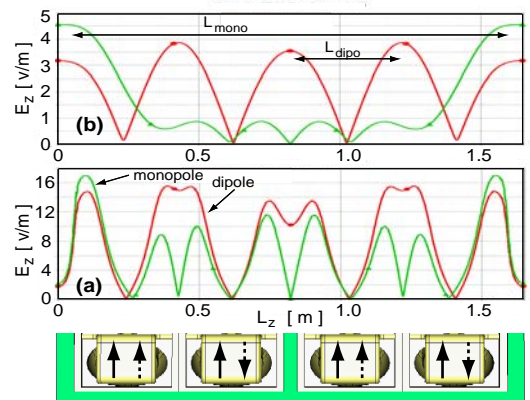 5
4
3
2
1
0
E_z [ v/m ]
L_mono
L_dipo
(b)
0 0.5 1.0 1.5
16
12
8
4
0
E_z [ v/m ]
monopole
dipole
(a)
0 0.5 1.0 1.5
L_z [ m ]